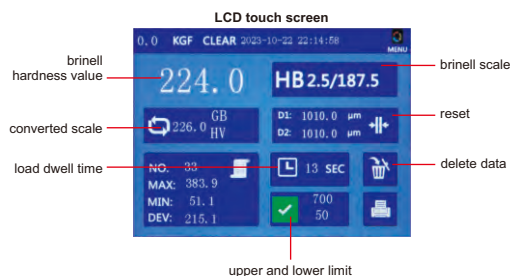 LCD touch screen
0.0 KGF CLEAR 2023-10-22 22:14:58
MENU
brinell hardness value
224.0
HB 2.5/187.5
brinell scale
converted scale
226.0 GB HV
D1: 1010.0 μm
D2: 1010.0 μm
reset
load dwell time
NO. 33
MAX: 383.9
MIN: 51.1
DEV: 215.1
13 SEC
delete data
700
50
upper and lower limit